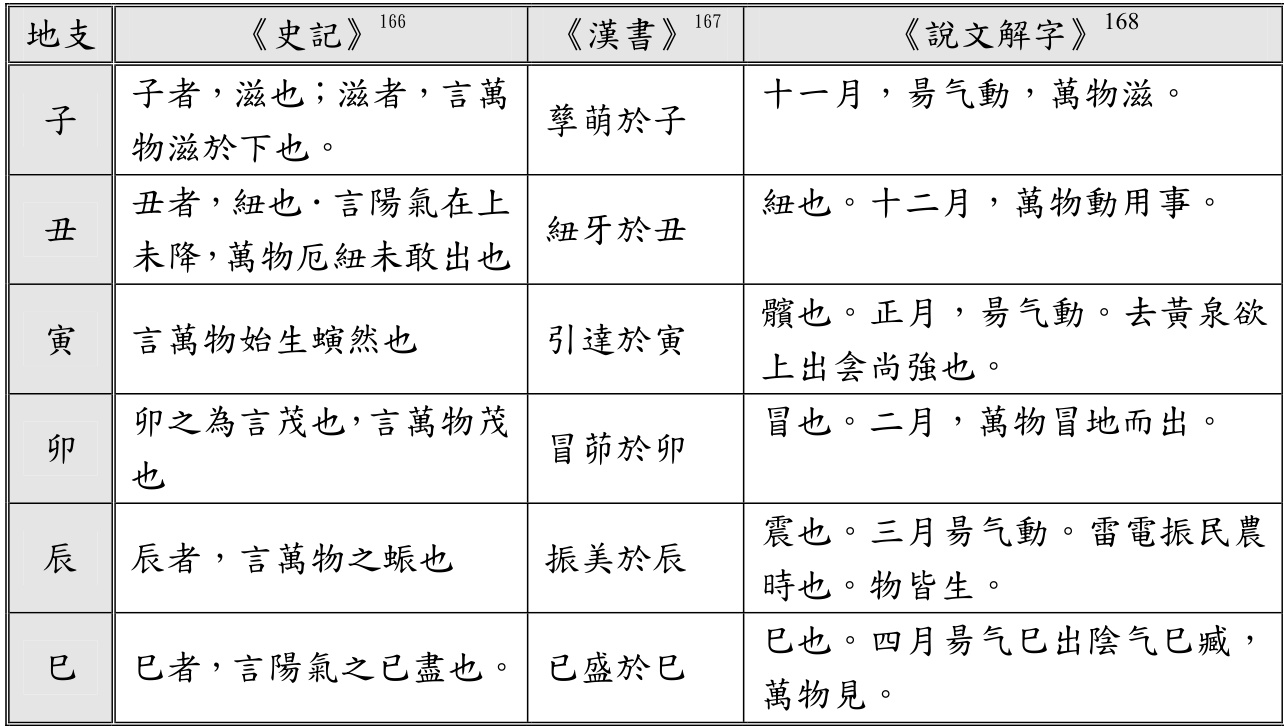 地支 《史記》166 《漢書》167 《說文解字》168
子
子者，滋也；滋者，言萬
物滋於下也。
孳萌於子
十一月，昜气動，萬物滋。
丑
丑者，紐也·言陽氣在上
未降，萬物厄紐未敢出也
紐牙於丑
紐也。十二月，萬物動用事。
寅
言萬物始生螾然也
引達於寅
髕也。正月，昜气動。去黃泉欲
上出侌尚強也。
卯
卯之為言茂也，言萬物茂
也
冒茆於卯
冒也。二月，萬物冒地而出。
辰
辰者，言萬物之蜄也
振美於辰
震也。三月昜气動。雷電振民農
時也。物皆生。
巳
巳者，言陽氣之已盡也。
已盛於巳
巳也。四月昜气巳出陰气巳臧，
萬物見。